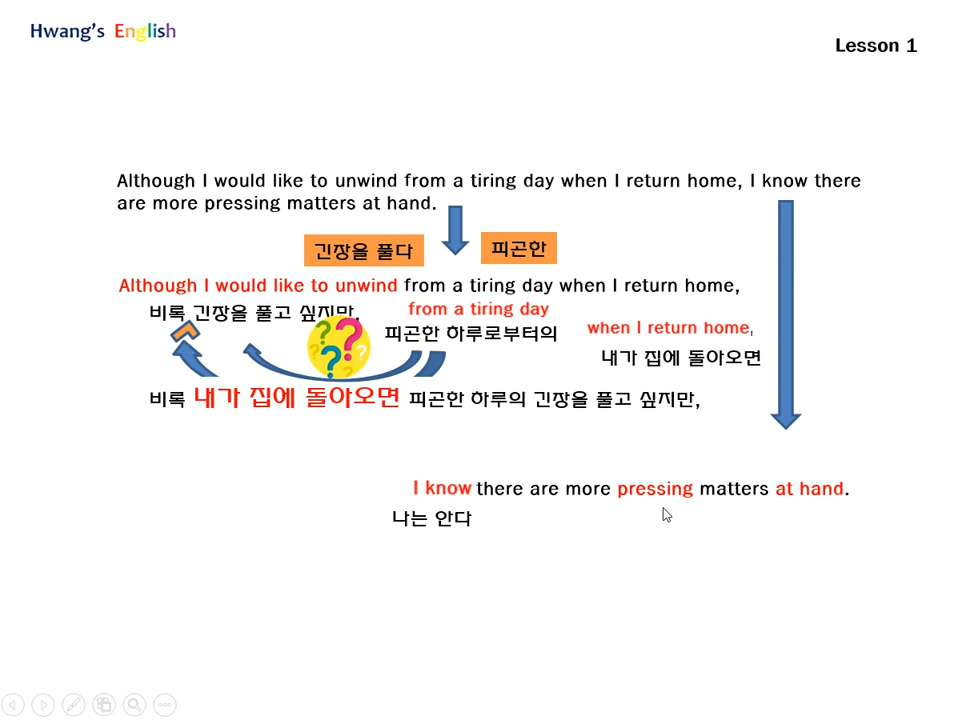 Hwang's English
Lesson 1
Although I would like to unwind from a tiring day when I return home, I know there
are more pressing matters at hand.
긴장을 풀다
피곤한
Although I would like to unwind from a tiring day when I return home,
비록 긴장을 풀고 싶지만,
from a tiring day
피곤한 하루로부터의
when I return home,
내가 집에 돌아오면
비록 내가 집에 돌아오면 피곤한 하루의 긴장을 풀고 싶지만,
I know there are more pressing matters at hand.
나는 안다